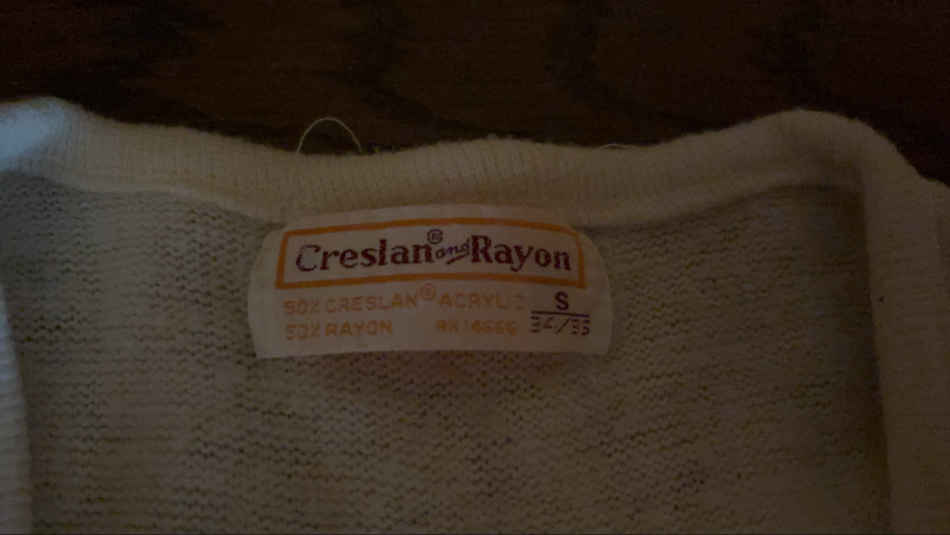 Creslan® and Rayon
50% CRESLAN® ACRYLIC
50% RAYON
S
34/36